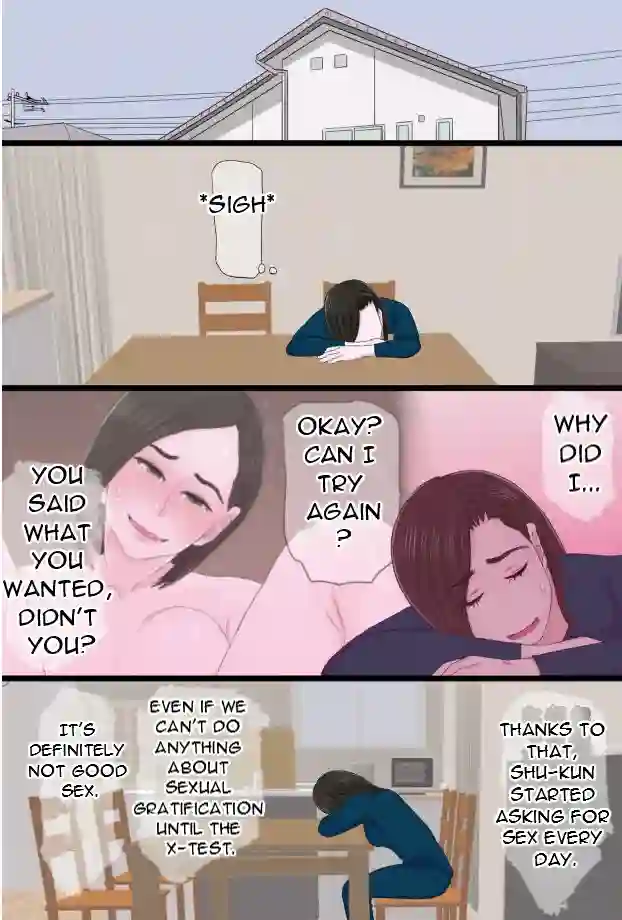 *SIGH*
WHY
DID
I...
OKAY?
CAN I
TRY
AGAIN
?
YOU
SAID
WHAT
YOU
WANTED,
DIDN'T
YOU?
THANKS TO
THAT,
SHU-KUN
STARTED
ASKING FOR
SEX EVERY
DAY.
EVEN IF WE
CAN'T DO
ANYTHING
ABOUT
SEXUAL
GRATIFICATION
UNTIL THE
X-TEST.
IT'S
DEFINITELY
NOT GOOD
SEX.